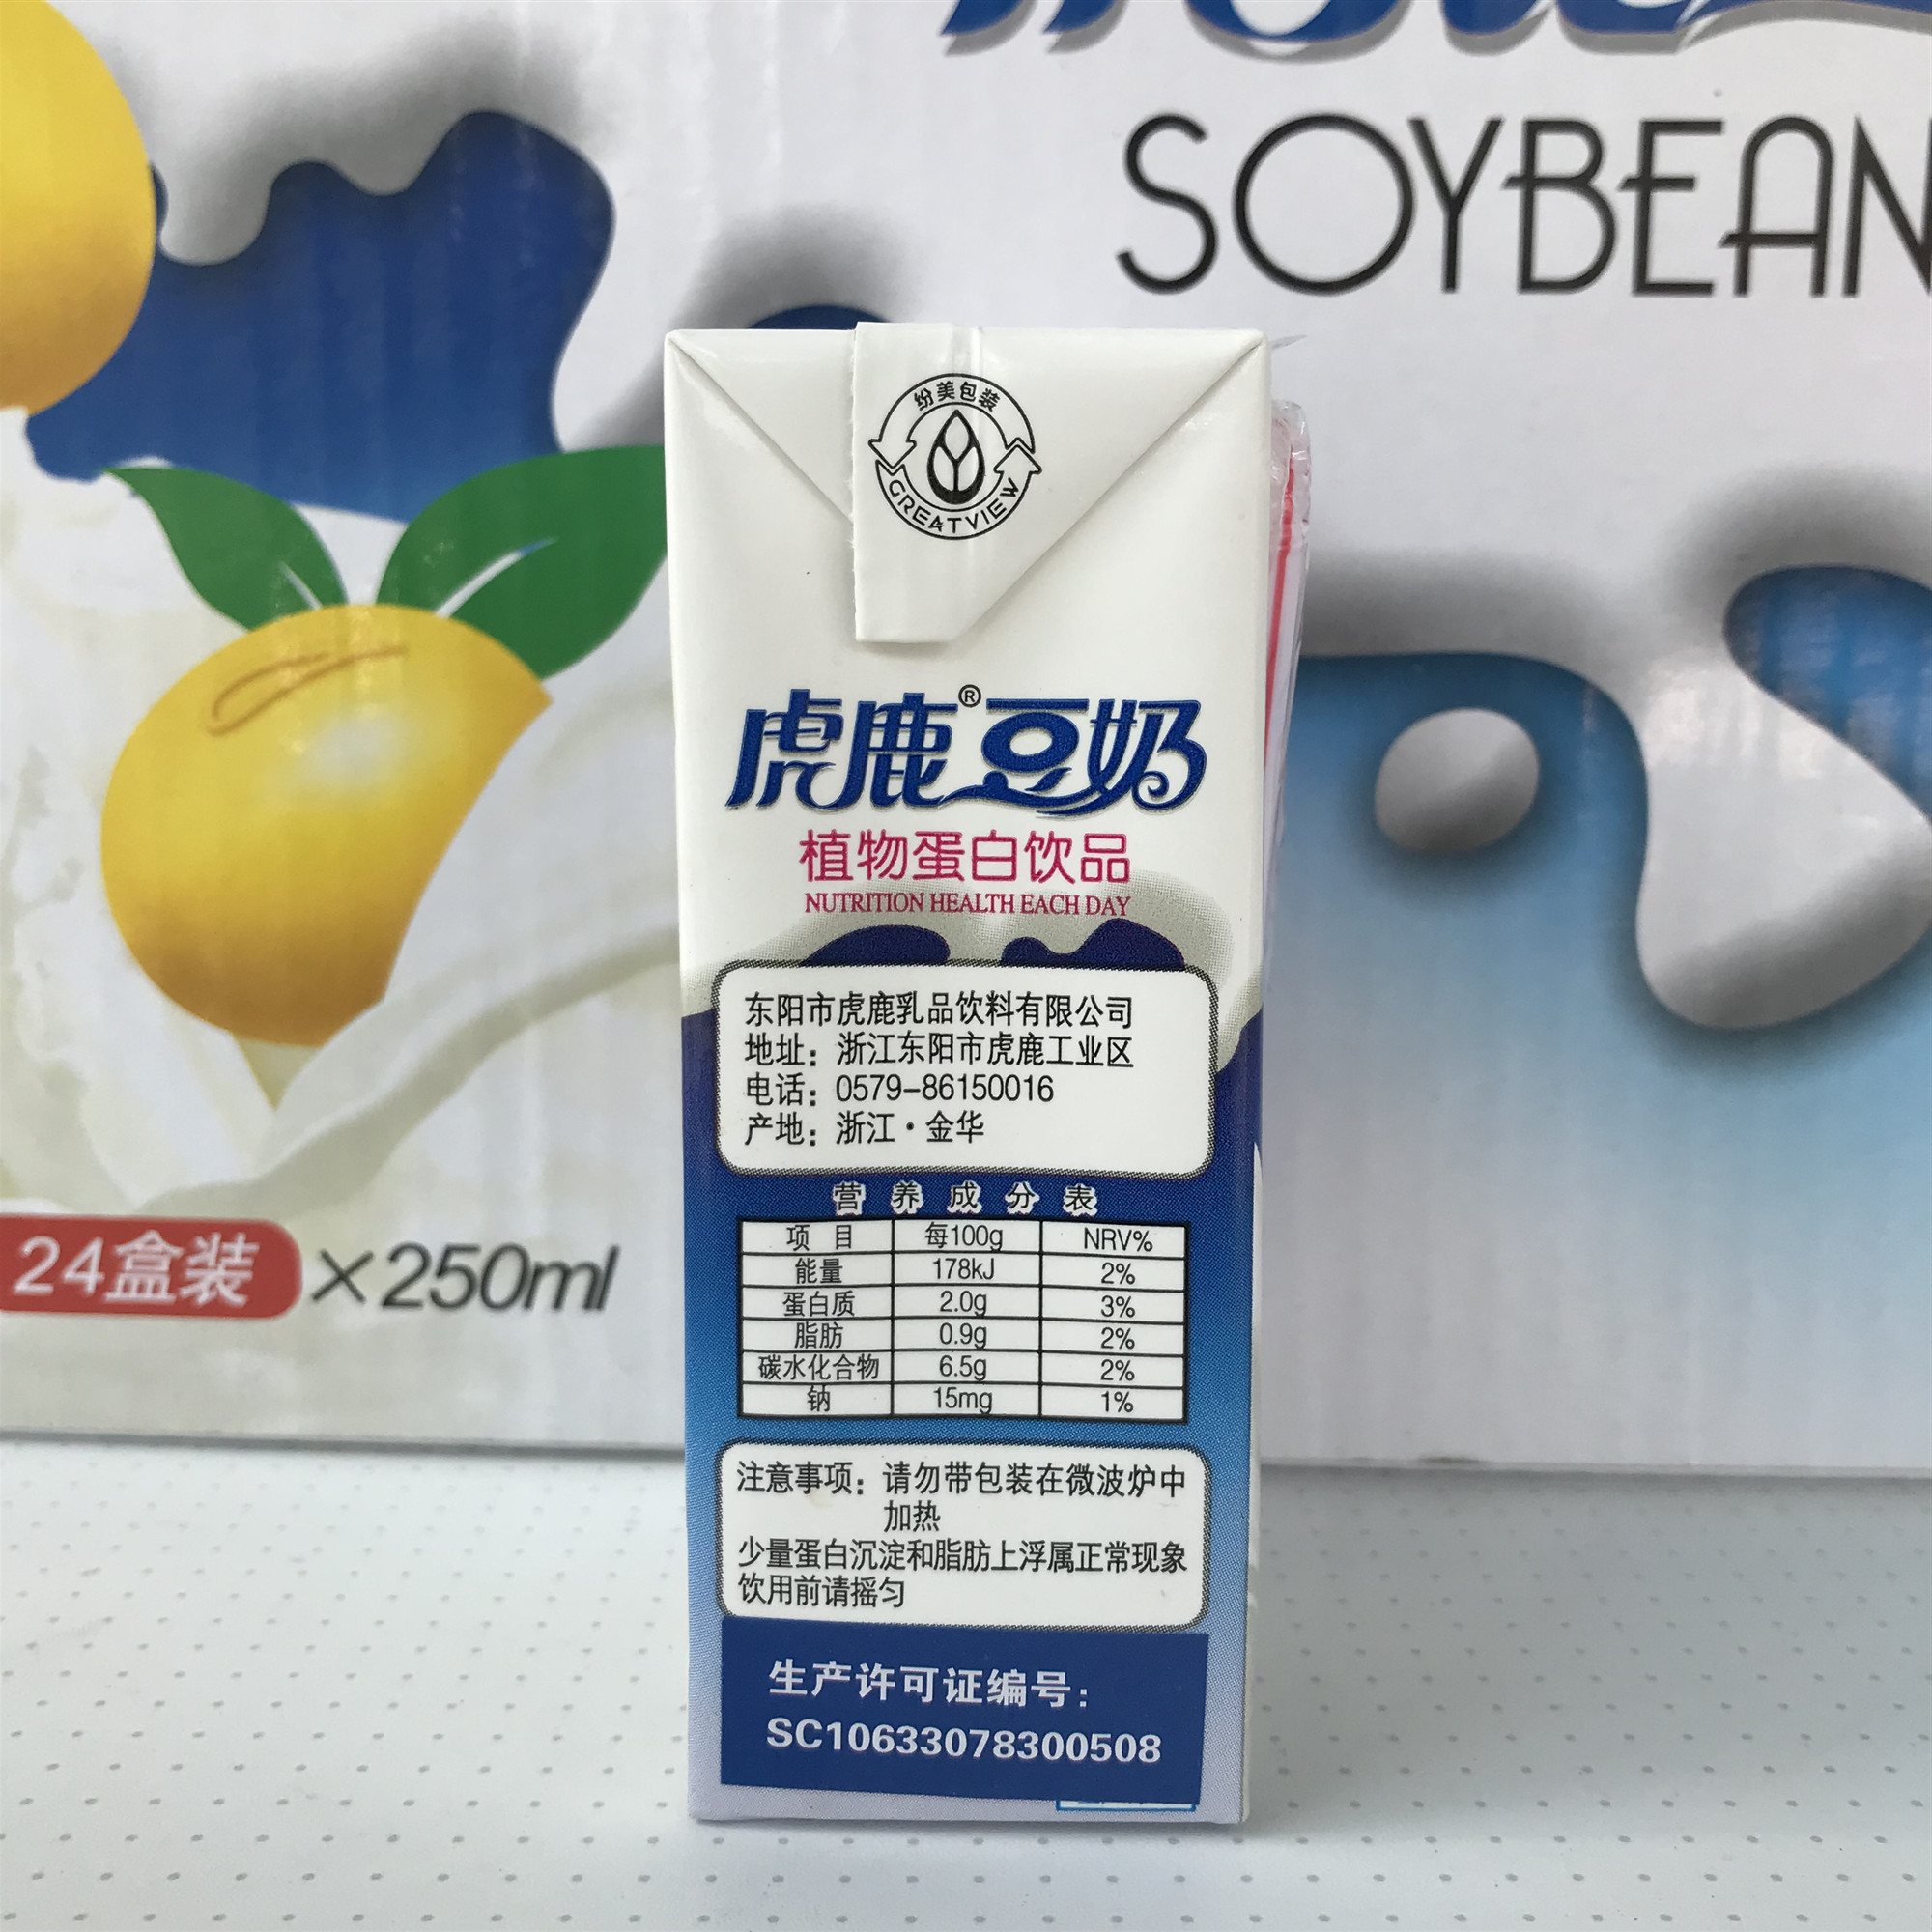 SOYBEAN
纷美包装
GREATVIEW
虎鹿®豆奶
植物蛋白饮品
NUTRITION HEALTH EACH DAY
东阳市虎鹿乳品饮料有限公司
地址：浙江东阳市虎鹿工业区
电话：0579-86150016
产地：浙江·金华
营养成分表
项目 每100g NRV%
能量 178kJ 2%
蛋白质 2.0g 3%
脂肪 0.9g 2%
碳水化合物 6.5g 2%
钠 15mg 1%
24盒装×250ml
注意事项：请勿带包装在微波炉中
加热
少量蛋白沉淀和脂肪上浮属正常现象
饮用前请摇匀
生产许可证编号：
SC10633078300508